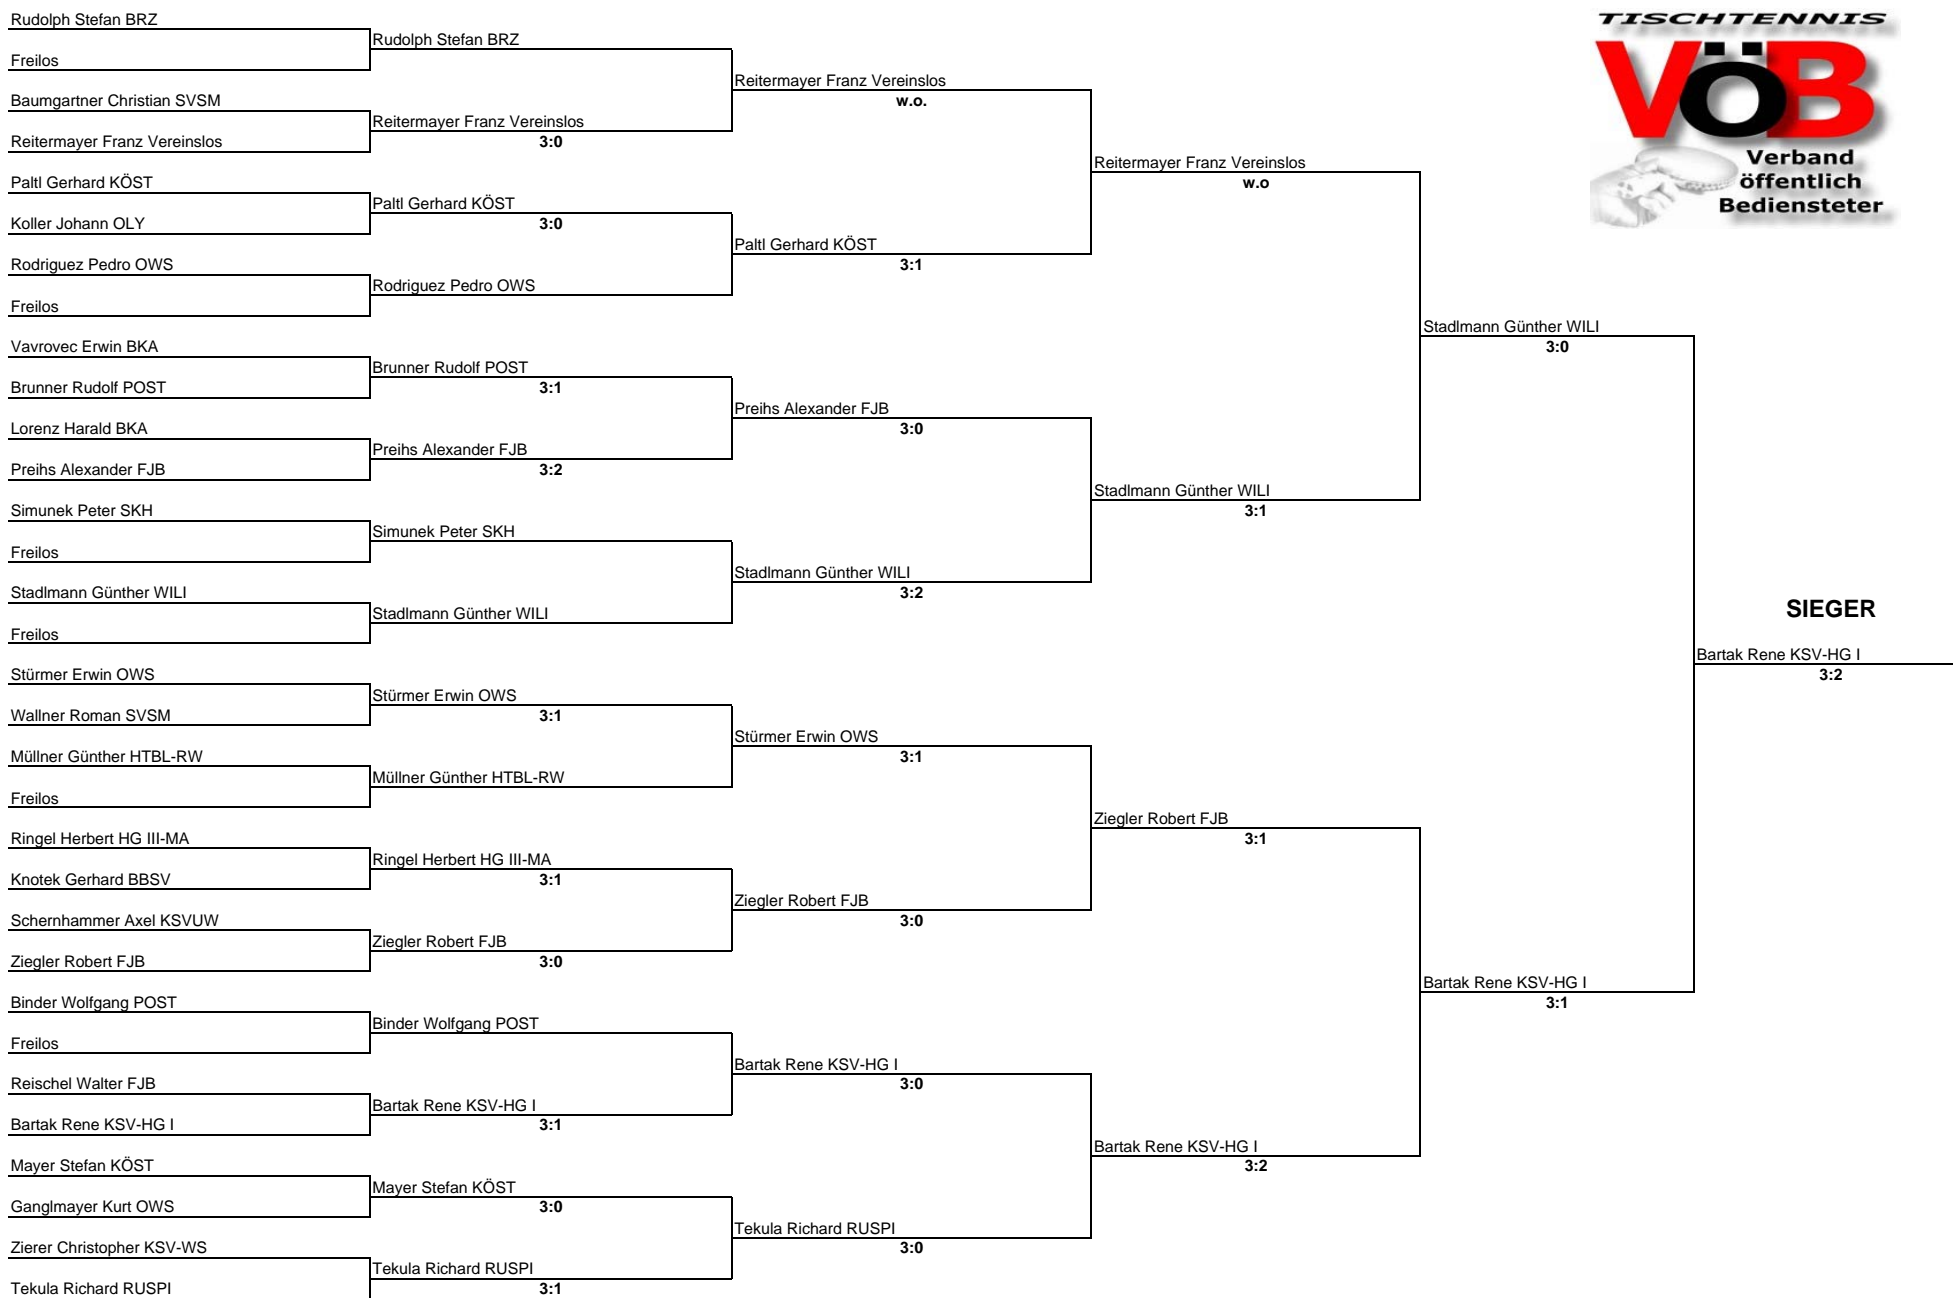 TISCHTENNIS
VÖB
Verband
öffentlich
Bediensteter
Rudolph Stefan BRZ
Freilos
Baumgartner Christian SVSM
Reitermayer Franz Vereinslos
Paltl Gerhard KÖST
Koller Johann OLY
Rodriguez Pedro OWS
Freilos
Vavrovec Erwin BKA
Brunner Rudolf POST
Lorenz Harald BKA
Preihs Alexander FJB
Simunek Peter SKH
Freilos
Stadlmann Günther WILI
Freilos
Stürmer Erwin OWS
Wallner Roman SVSM
Müllner Günther HTBL-RW
Freilos
Ringel Herbert HG III-MA
Knotek Gerhard BBSV
Schernhammer Axel KSVUW
Ziegler Robert FJB
Binder Wolfgang POST
Freilos
Reischel Walter FJB
Bartak Rene KSV-HG I
Mayer Stefan KÖST
Ganglmayer Kurt OWS
Zierer Christopher KSV-WS
Tekula Richard RUSPI
Rudolph Stefan BRZ
Reitermayer Franz Vereinslos
3:0
Paltl Gerhard KÖST
3:0
Rodriguez Pedro OWS
Brunner Rudolf POST
3:1
Preihs Alexander FJB
3:2
Simunek Peter SKH
Stadlmann Günther WILI
Stürmer Erwin OWS
3:1
Müllner Günther HTBL-RW
Ringel Herbert HG III-MA
3:1
Ziegler Robert FJB
3:0
Binder Wolfgang POST
Bartak Rene KSV-HG I
3:1
Mayer Stefan KÖST
3:0
Tekula Richard RUSPI
3:1
Reitermayer Franz Vereinslos
w.o.
Paltl Gerhard KÖST
3:1
Preihs Alexander FJB
3:0
Stadlmann Günther WILI
3:2
Stürmer Erwin OWS
3:1
Ziegler Robert FJB
3:0
Bartak Rene KSV-HG I
3:0
Tekula Richard RUSPI
3:0
Reitermayer Franz Vereinslos
w.o
Stadlmann Günther WILI
3:1
Ziegler Robert FJB
3:1
Bartak Rene KSV-HG I
3:2
Stadlmann Günther WILI
3:0
Bartak Rene KSV-HG I
3:1
SIEGER
Bartak Rene KSV-HG I
3:2